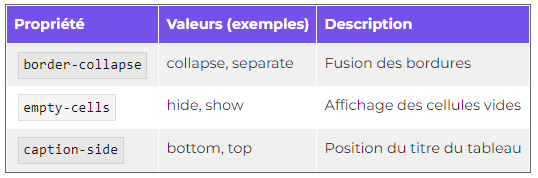 Propriété Valeurs (exemples) Description
border-collapse collapse, separate Fusion des bordures
empty-cells hide, show Affichage des cellules vides
caption-side bottom, top Position du titre du tableau